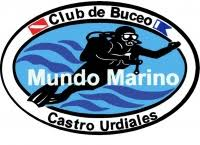 Club de Buceo
Mundo Marino
Castro Urdiales